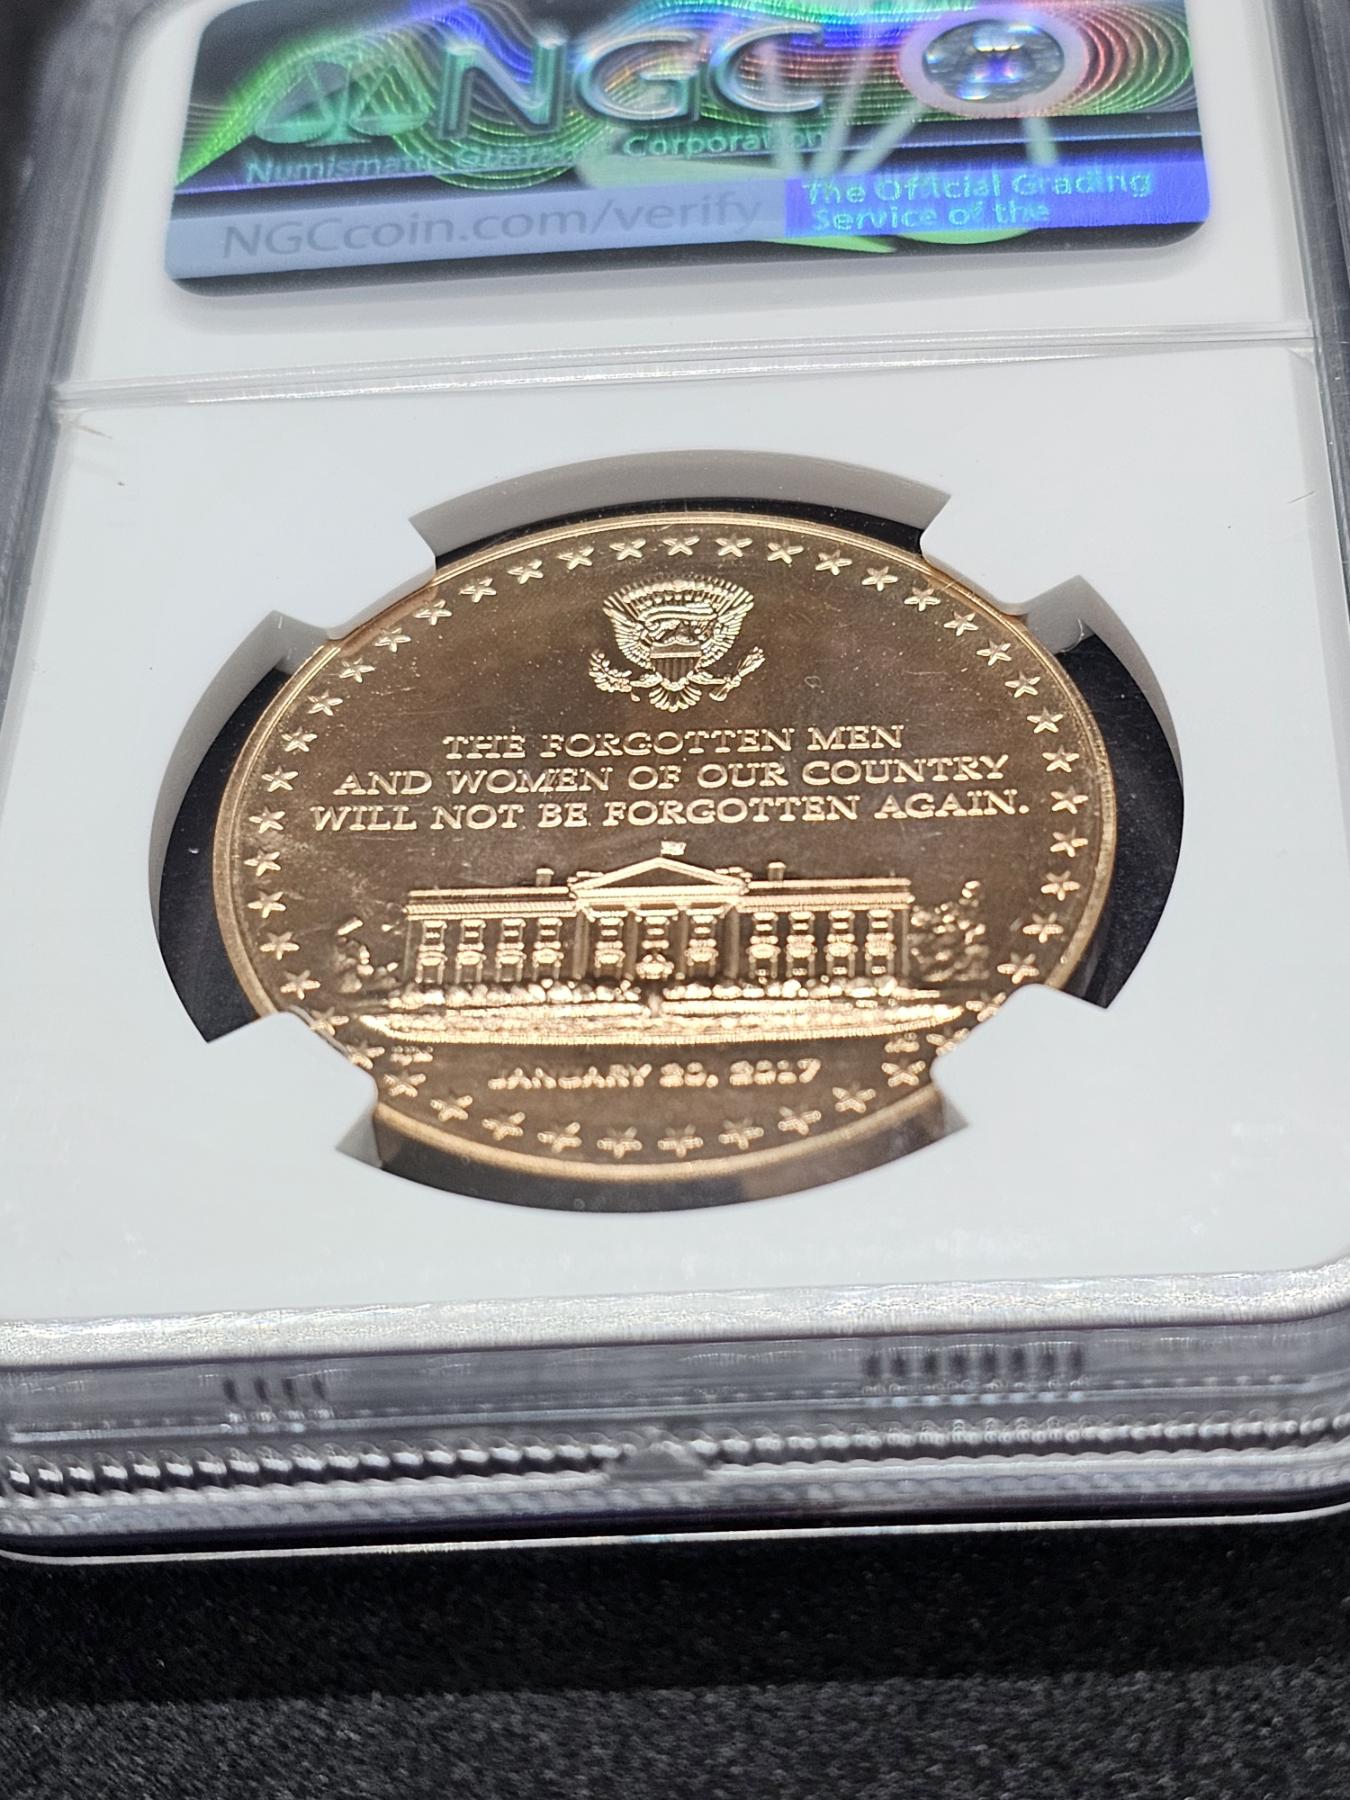 NGC
Numismatic Guaranty Corporation
NGCcoin.com/verify
The Official Grading
Service of the
THE FORGOTTEN MEN
AND WOMEN OF OUR COUNTRY
WILL NOT BE FORGOTTEN AGAIN.
JANUARY 20, 2017